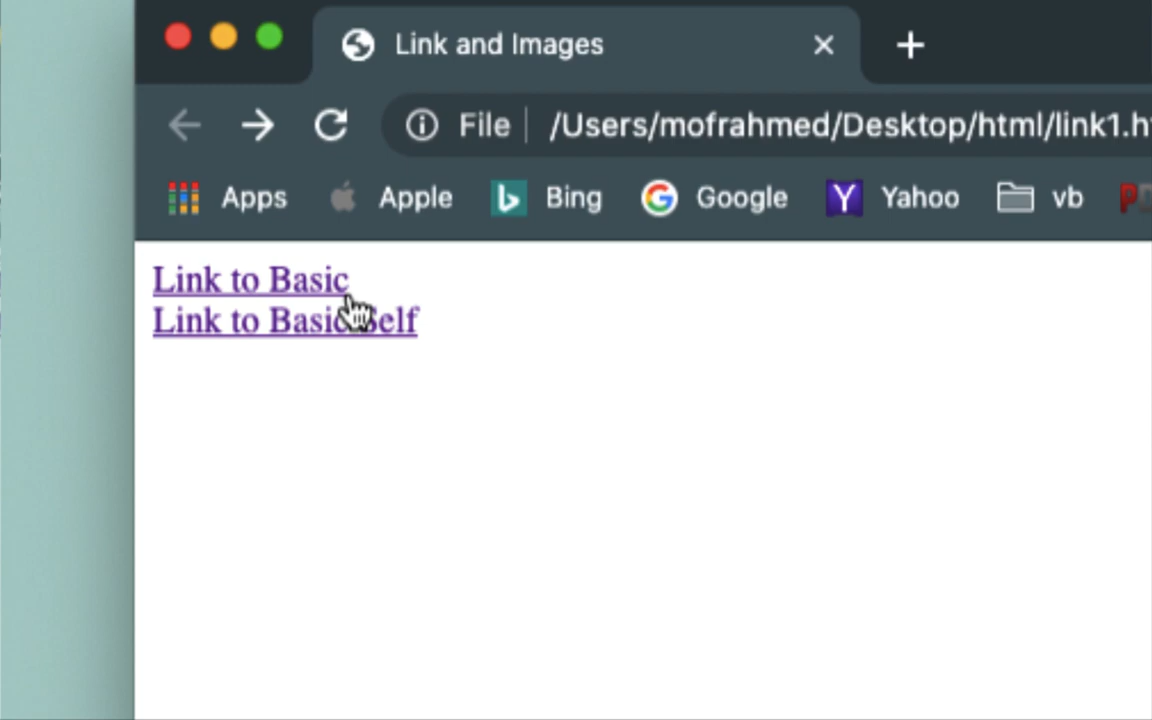 Link and Images
File /Users/mofrahmed/Desktop/html/link1.h
Apps Apple Bing Google Yahoo vb
Link to Basic
Link to Basic Self